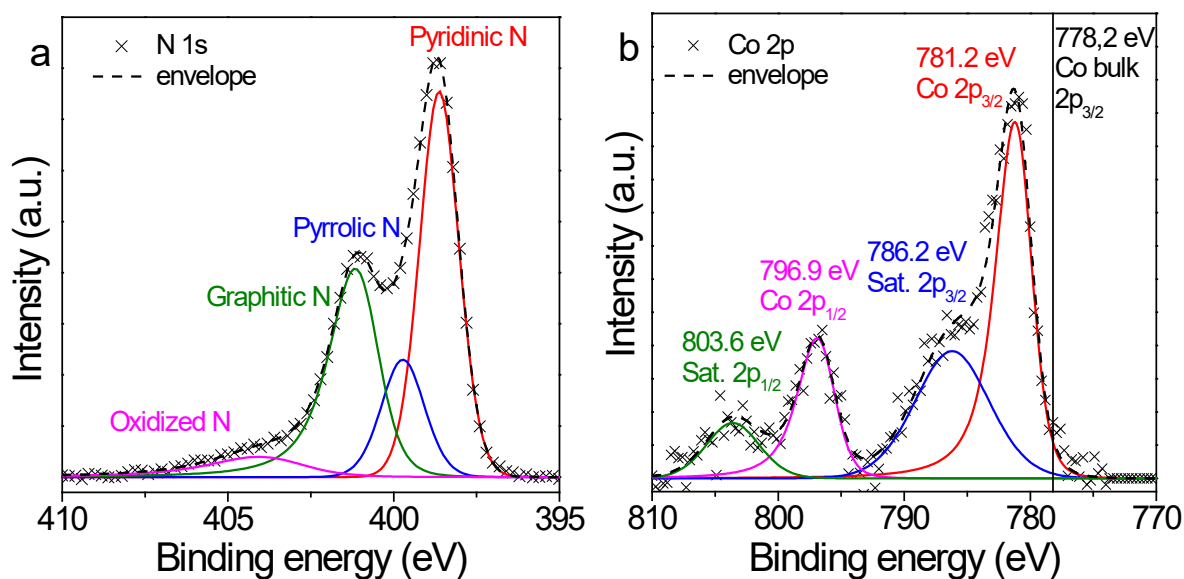 a
× N 1s
envelope
Pyridinic N
Pyrrolic N
Graphitic N
Oxidized N
Intensity (a.u.)
410 405 400 395
Binding energy (eV)
b
× Co 2p
envelope
781.2 eV
Co 2p3/2
778,2 eV
Co bulk
2p3/2
786.2 eV
Sat. 2p3/2
796.9 eV
Co 2p1/2
803.6 eV
Sat. 2p1/2
Intensity (a.u.)
810 800 790 780 770
Binding energy (eV)